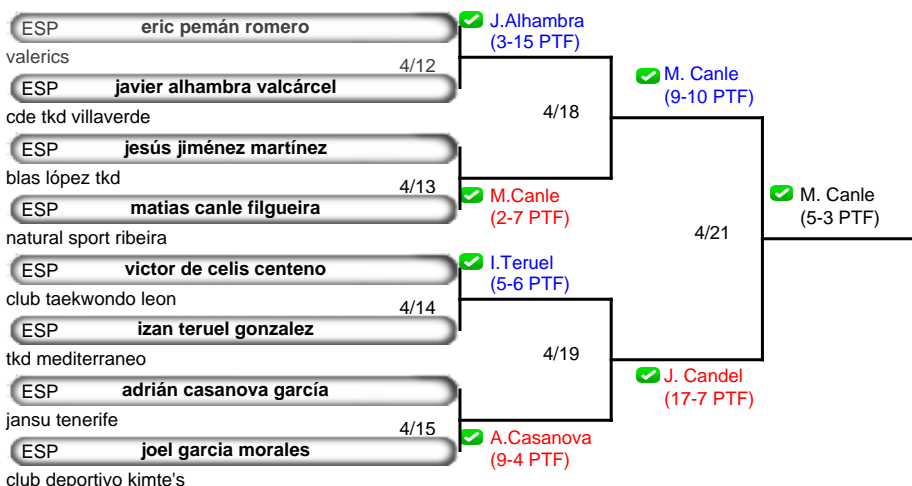 ESP eric pemán romero
valerics
4/12
ESP javier alhambra valcárcel
cde tkd villaverde
J.Alhambra
(3-15 PTF)
ESP jesús jiménez martínez
blas lópez tkd
4/13
ESP matias canle filgueira
natural sport ribeira
M.Canle
(2-7 PTF)
4/18
M. Canle
(9-10 PTF)
ESP victor de celis centeno
club taekwondo leon
4/14
ESP izan teruel gonzalez
tkd mediterraneo
I.Teruel
(5-6 PTF)
ESP adrián casanova garcía
jansu tenerife
4/15
ESP joel garcia morales
club deportivo kimte's
A.Casanova
(9-4 PTF)
4/19
J. Candel
(17-7 PTF)
4/21
M. Canle
(5-3 PTF)